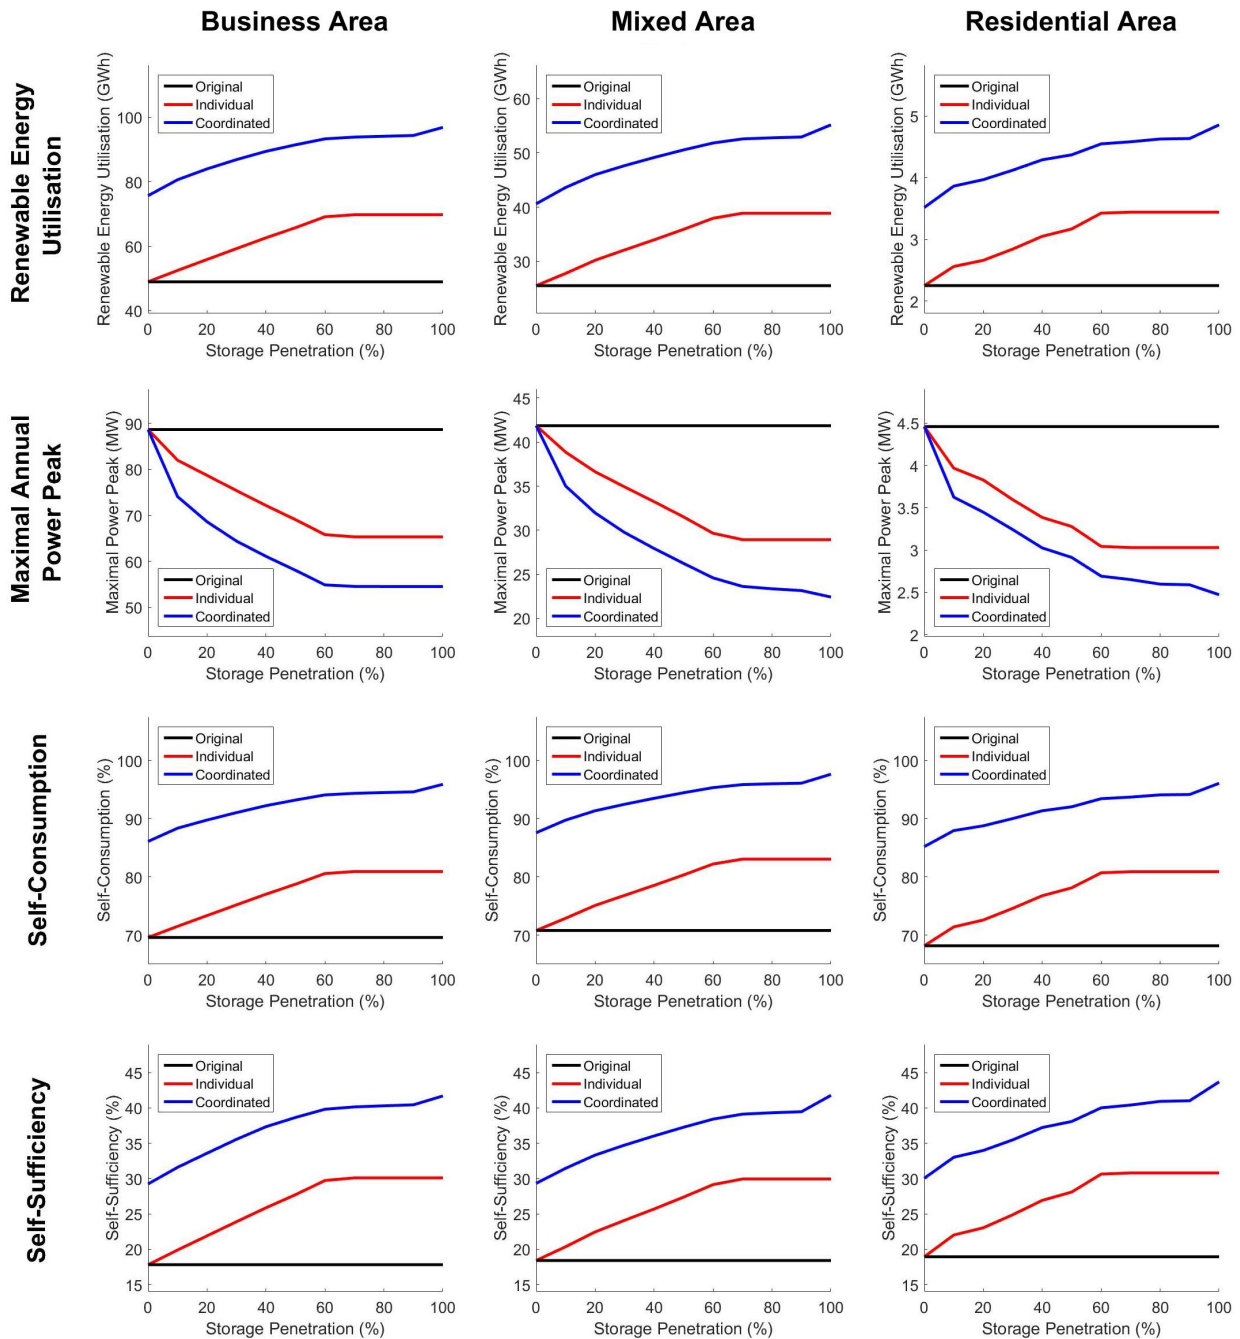 Business Area
Mixed Area
Residential Area
Renewable Energy
Utilisation
Renewable Energy Utilisation (GWh)
100
80
60
40
Original
Individual
Coordinated
0 20 40 60 80 100
Storage Penetration (%)
Renewable Energy Utilisation (GWh)
60
50
40
30
Original
Individual
Coordinated
0 20 40 60 80 100
Storage Penetration (%)
Renewable Energy Utilisation (GWh)
5
4
3
2
Original
Individual
Coordinated
0 20 40 60 80 100
Storage Penetration (%)
Maximal Annual
Power Peak
Maximal Power Peak (MW)
90
80
70
60
50
Original
Individual
Coordinated
0 20 40 60 80 100
Storage Penetration (%)
Maximal Power Peak (MW)
45
40
35
30
25
20
Original
Individual
Coordinated
0 20 40 60 80 100
Storage Penetration (%)
Maximal Power Peak (MW)
4.5
4
3.5
3
2.5
2
Original
Individual
Coordinated
0 20 40 60 80 100
Storage Penetration (%)
Self-Consumption
Self-Consumption (%)
100
90
80
70
Original
Individual
Coordinated
0 20 40 60 80 100
Storage Penetration (%)
Self-Consumption (%)
100
90
80
70
Original
Individual
Coordinated
0 20 40 60 80 100
Storage Penetration (%)
Self-Consumption (%)
100
90
80
70
Original
Individual
Coordinated
0 20 40 60 80 100
Storage Penetration (%)
Self-Sufficiency
Self-Sufficiency (%)
45
40
35
30
25
20
15
Original
Individual
Coordinated
0 20 40 60 80 100
Storage Penetration (%)
Self-Sufficiency (%)
45
40
35
30
25
20
15
Original
Individual
Coordinated
0 20 40 60 80 100
Storage Penetration (%)
Self-Sufficiency (%)
45
40
35
30
25
20
15
Original
Individual
Coordinated
0 20 40 60 80 100
Storage Penetration (%)